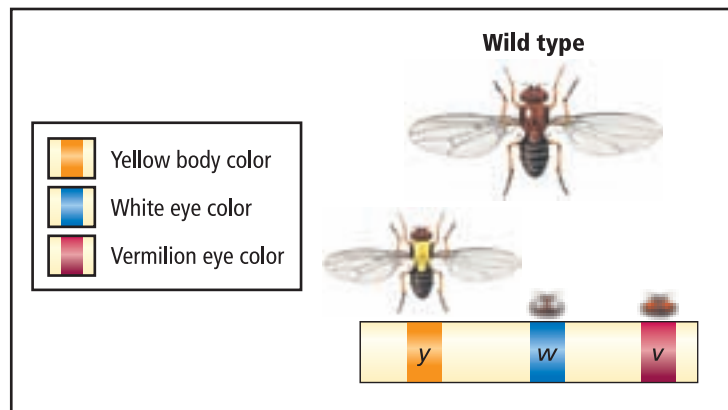 Wild type
Yellow body color
White eye color
Vermilion eye color
y
w
v